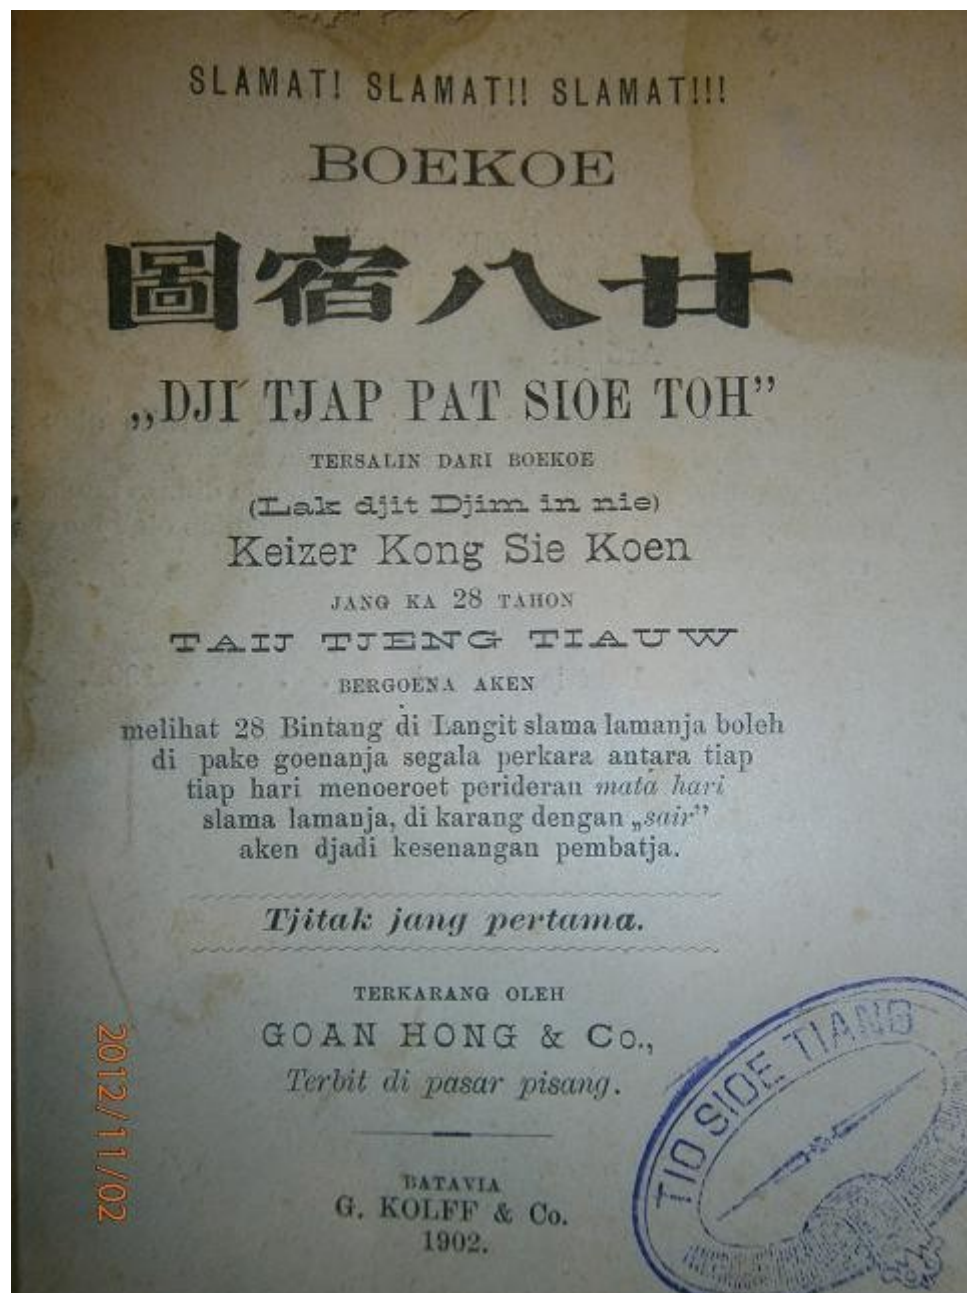 SLAMAT! SLAMAT!! SLAMAT!!!
BOEKOE
圖宿八廿
„DJI TJAP PAT SIOE TOH”
TERSALIN DARI BOEKOE
(Lak djit Djim in nie)
Keizer Kong Sie Koen
JANG KA 28 TAHON
TAIJ TJENG TIAUW
BERGOENA AKEN
melihat 28 Bintang di Langit slama lamanja boleh
di pake goenanja segala perkara antara tiap
tiap hari menoeroet perideran mata hari
slama lamanja, di karang dengan „sair”
aken djadi kesenangan pembatja.
Tjitak jang pertama.
TERKARANG OLEH
GOAN HONG & Co.,
Terbit di pasar pisang.
BATAVIA
G. KOLFF & Co.
1902.
TIO SIOE TIANG
2012/11/02